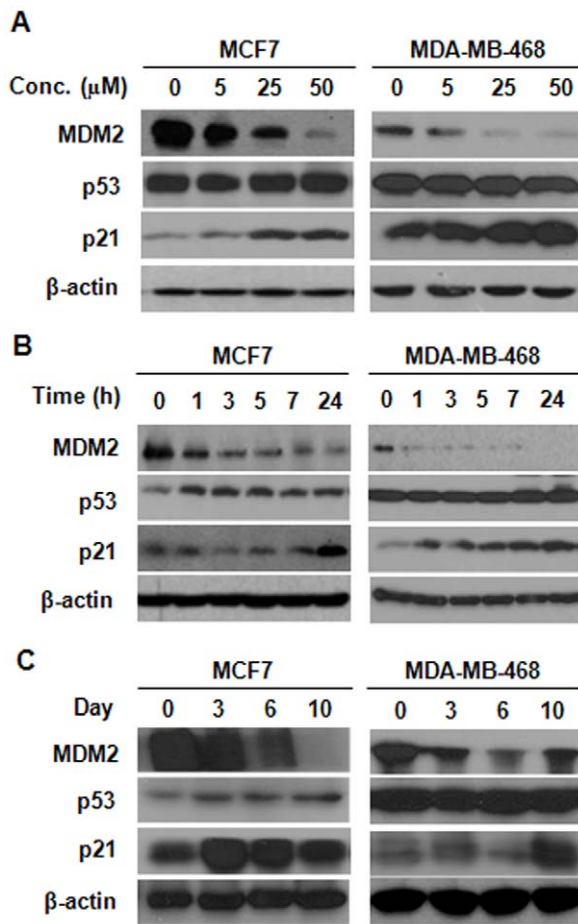 A
MCF7 MDA-MB-468
Conc. (μM) 0 5 25 50 0 5 25 50
MDM2
p53
p21
β-actin
B
MCF7 MDA-MB-468
Time (h) 0 1 3 5 7 24 0 1 3 5 7 24
MDM2
p53
p21
β-actin
C
MCF7 MDA-MB-468
Day 0 3 6 10 0 3 6 10
MDM2
p53
p21
β-actin